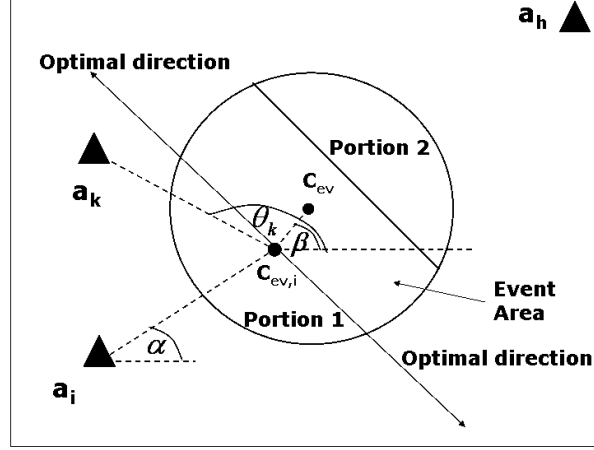 a_h
Optimal direction
Portion 2
a_k
C_ev
θ_k
β
C_ev,i
Event
Area
Portion 1
α
Optimal direction
a_i